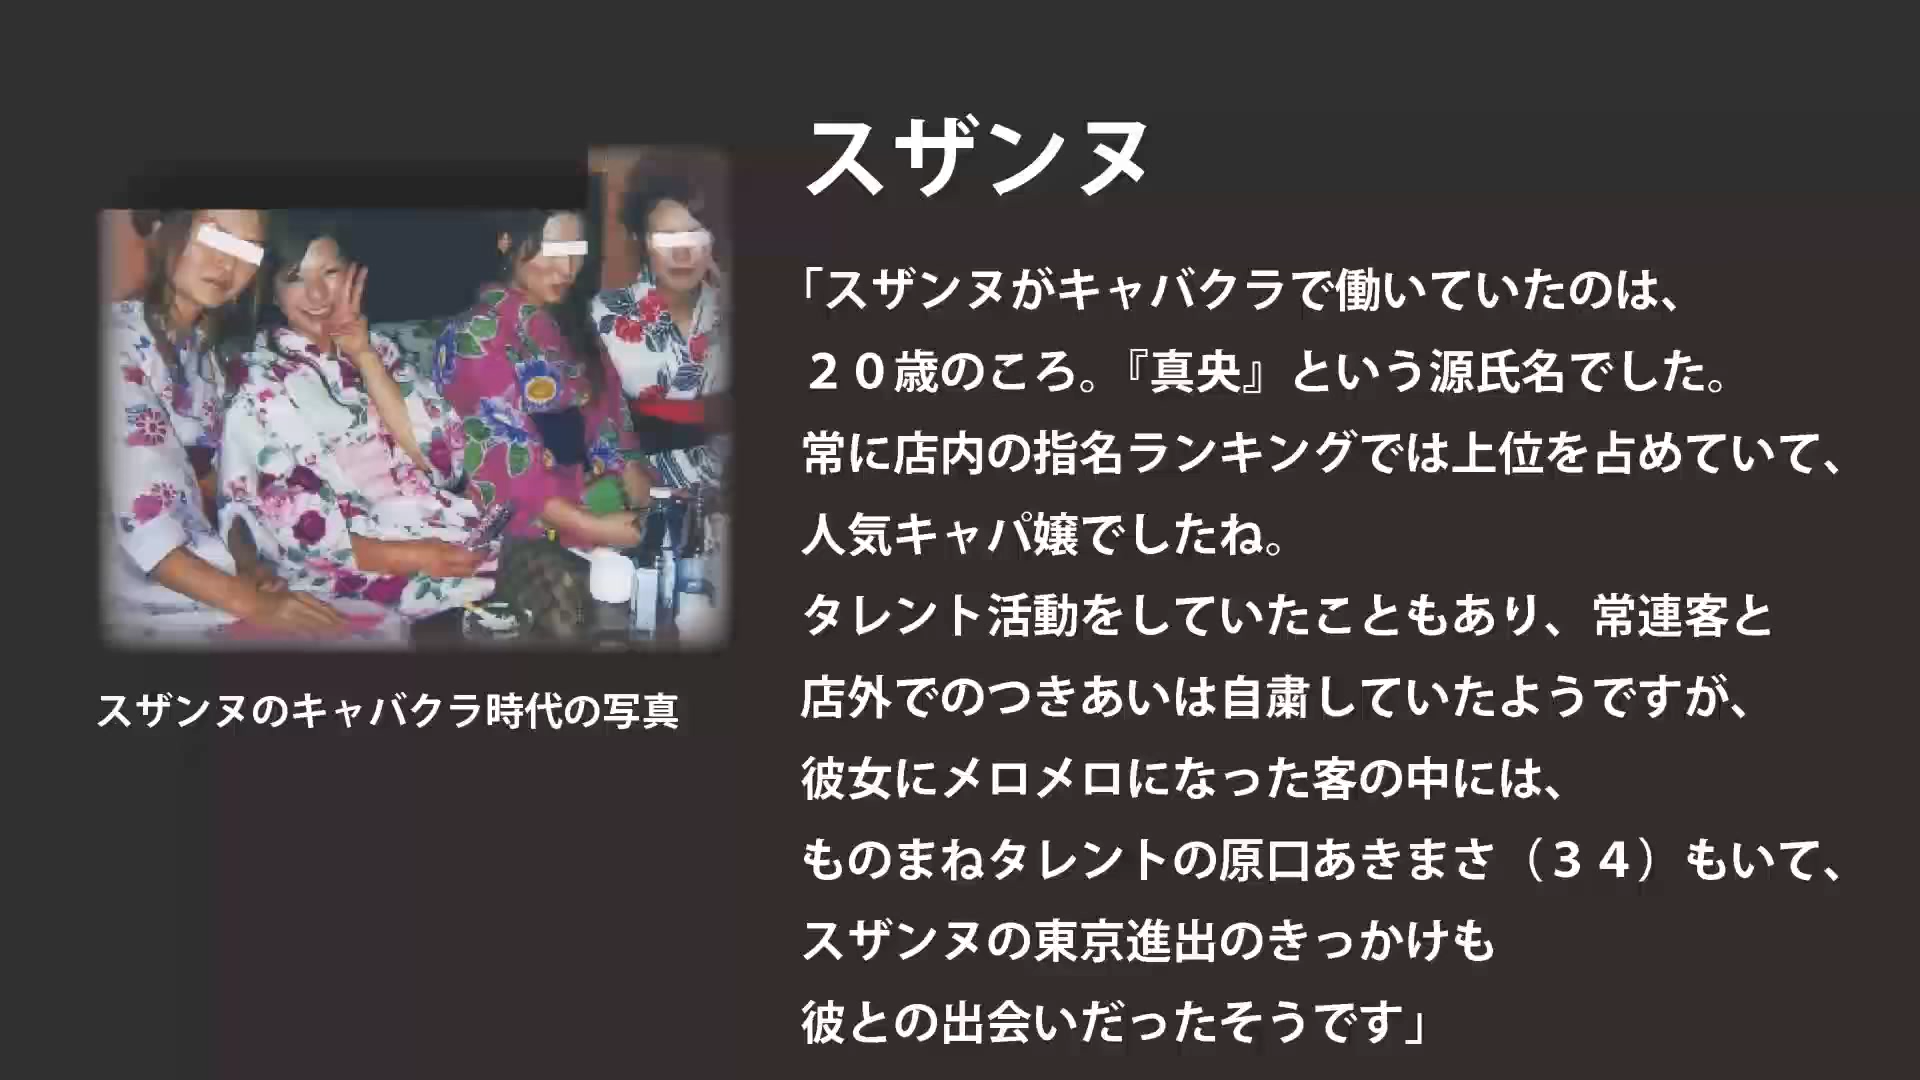 スザンヌ
「スザンヌがキャバクラで働いていたのは、
２０歳のころ。『真央』という源氏名でした。
常に店内の指名ランキングでは上位を占めていて、
人気キャパ嬢でしたね。
タレント活動をしていたこともあり、常連客と
店外でのつきあいは自粛していたようですが、
彼女にメロメロになった客の中には、
ものまねタレントの原口あきまさ（３４）もいて、
スザンヌの東京進出のきっかけも
彼との出会いだったそうです」
スザンヌのキャバクラ時代の写真